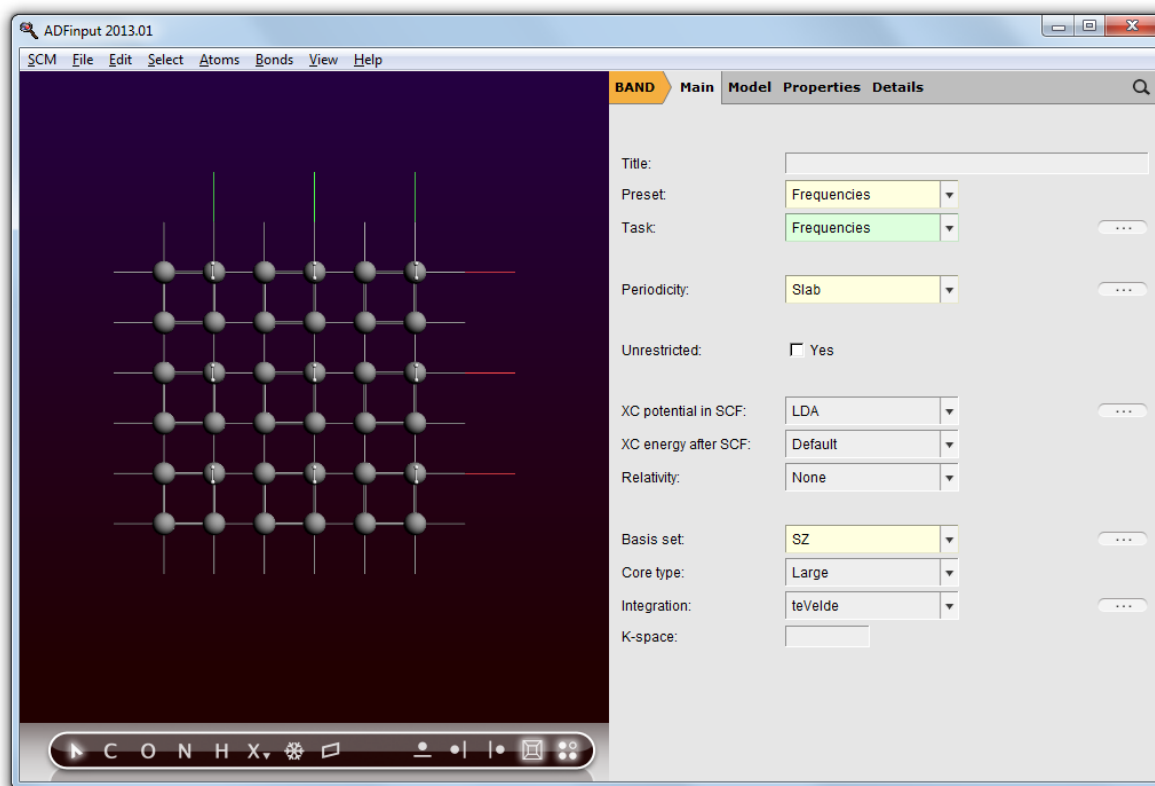 ADFinput 2013.01
SCM File Edit Select Atoms Bonds View Help
BAND Main Model Properties Details
Title:
Preset: Frequencies
Task: Frequencies ...
Periodicity: Slab ...
Unrestricted: Yes
XC potential in SCF: LDA ...
XC energy after SCF: Default
Relativity: None
Basis set: SZ ...
Core type: Large
Integration: teVelde ...
K-space:
C O N H X